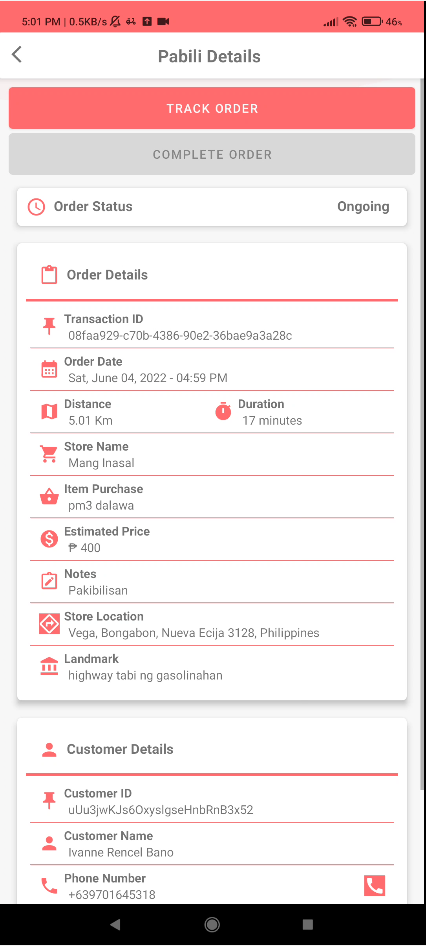 5:01 PM | 0.5KB/s
46%
Pabili Details
TRACK ORDER
COMPLETE ORDER
Order Status
Ongoing
Order Details
Transaction ID
08faa929-c70b-4386-90e2-36bae9a3a28c
Order Date
Sat, June 04, 2022 - 04:59 PM
Distance
5.01 Km
Duration
17 minutes
Store Name
Mang Inasal
Item Purchase
pm3 dalawa
Estimated Price
₱ 400
Notes
Pakibilisan
Store Location
Vega, Bongabon, Nueva Ecija 3128, Philippines
Landmark
highway tabi ng gasolinahan
Customer Details
Customer ID
uUu3jwKJs6OxyslgseHnbRnB3x52
Customer Name
Ivanne Rencel Bano
Phone Number
+639701645318